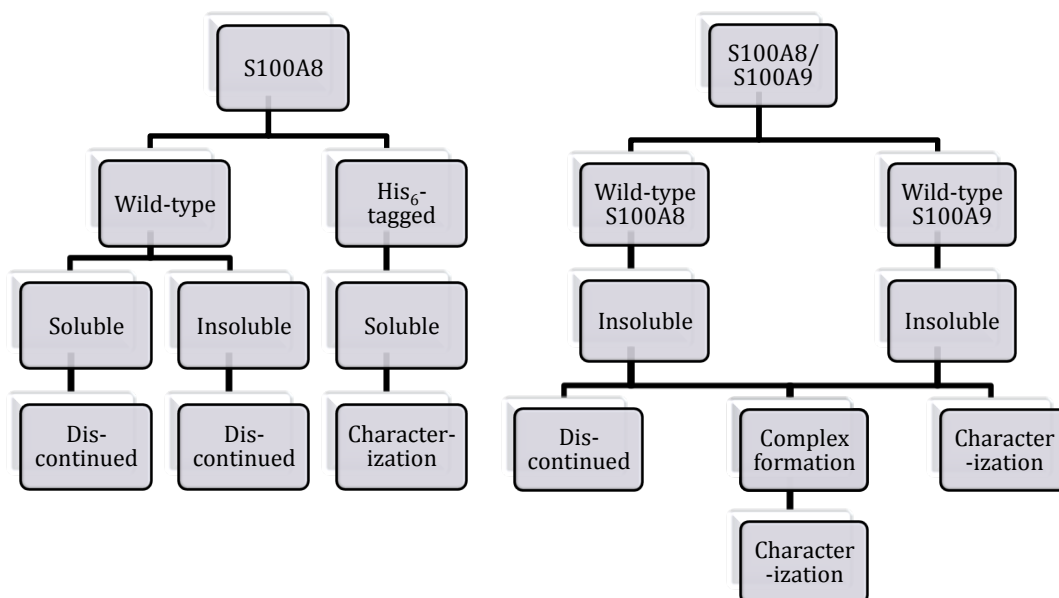 S100A8
Wild-type
His₆-
tagged
Soluble
Insoluble
Soluble
Dis-
continued
Dis-
continued
Character-
ization
S100A8/
S100A9
Wild-type
S100A8
Wild-type
S100A9
Insoluble
Insoluble
Dis-
continued
Complex
formation
Character
-ization
Character
-ization